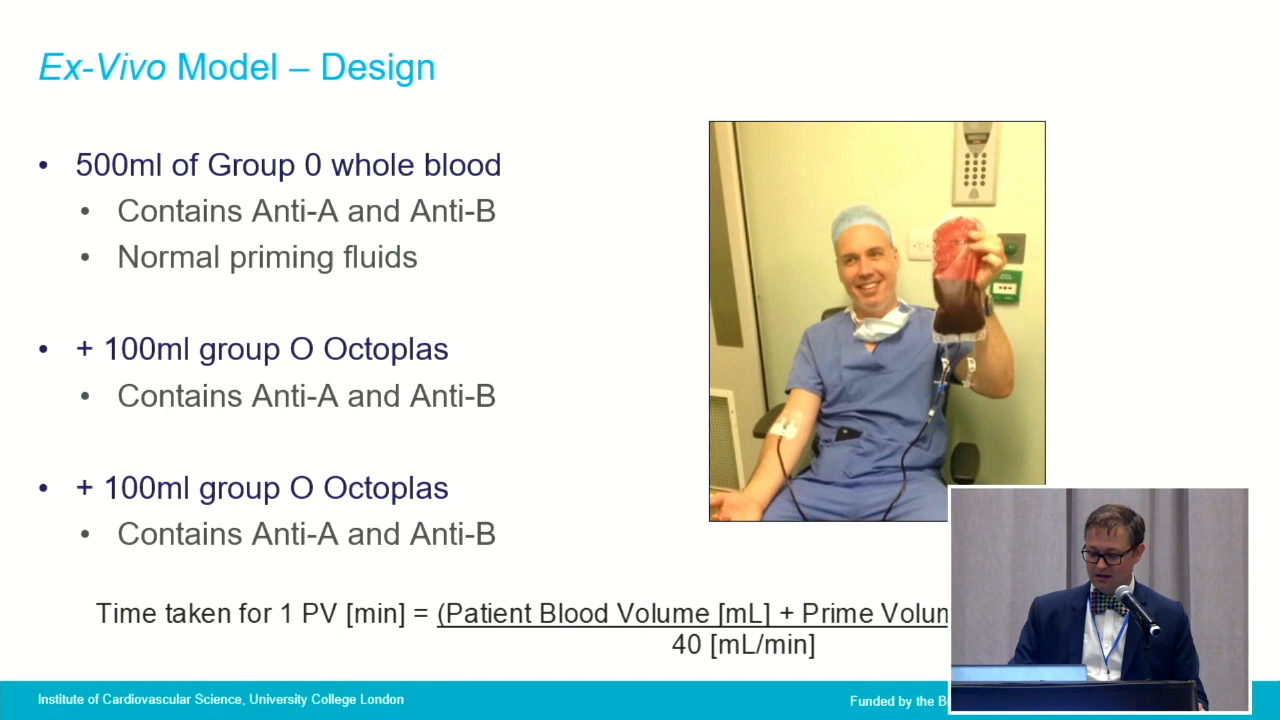 Ex-Vivo Model – Design
• 500ml of Group 0 whole blood
• Contains Anti-A and Anti-B
• Normal priming fluids
• + 100ml group O Octoplas
• Contains Anti-A and Anti-B
• + 100ml group O Octoplas
• Contains Anti-A and Anti-B
Time taken for 1 PV [min] = (Patient Blood Volume [mL] + Prime
40 [mL/min]
Institute of Cardiovascular Science, University College London
Funded by the